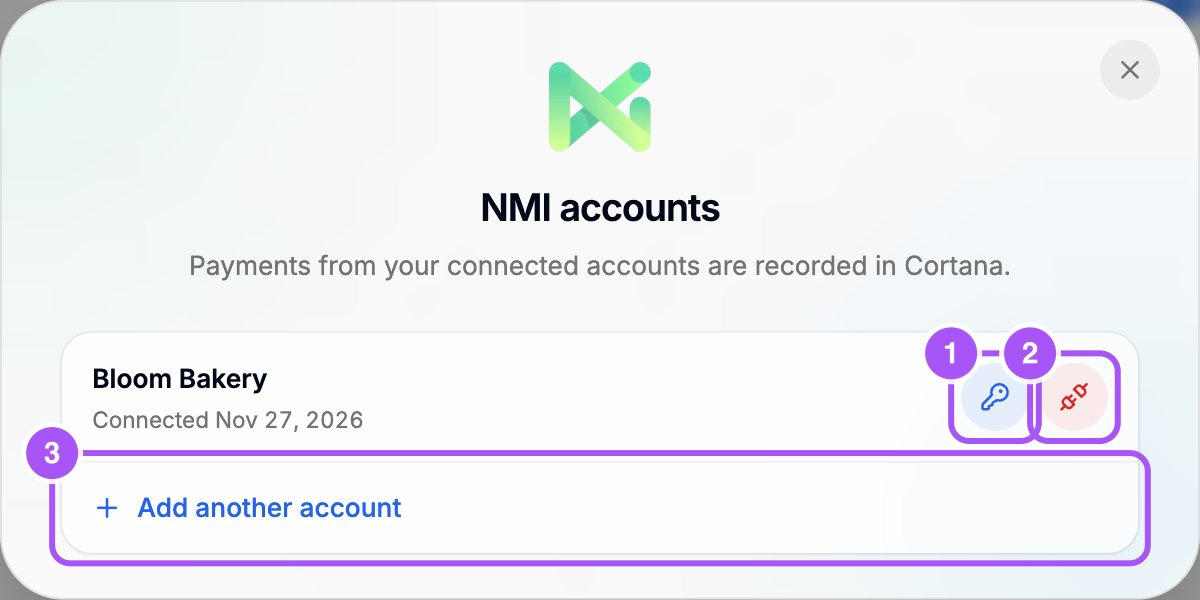 NMI accounts
Payments from your connected accounts are recorded in Cortana.
1
2
Bloom Bakery
Connected Nov 27, 2026
3
Add another account